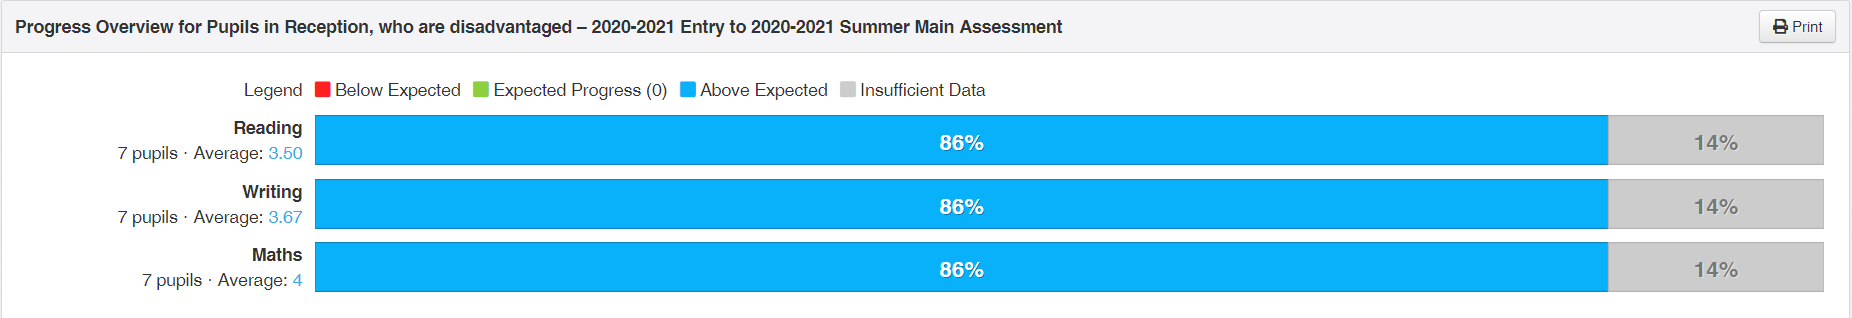 Progress Overview for Pupils in Reception, who are disadvantaged – 2020-2021 Entry to 2020-2021 Summer Main Assessment
Print
Legend Below Expected Expected Progress (0) Above Expected Insufficient Data
Reading
7 pupils · Average: 3.50
86% 14%
Writing
7 pupils · Average: 3.67
86% 14%
Maths
7 pupils · Average: 4
86% 14%